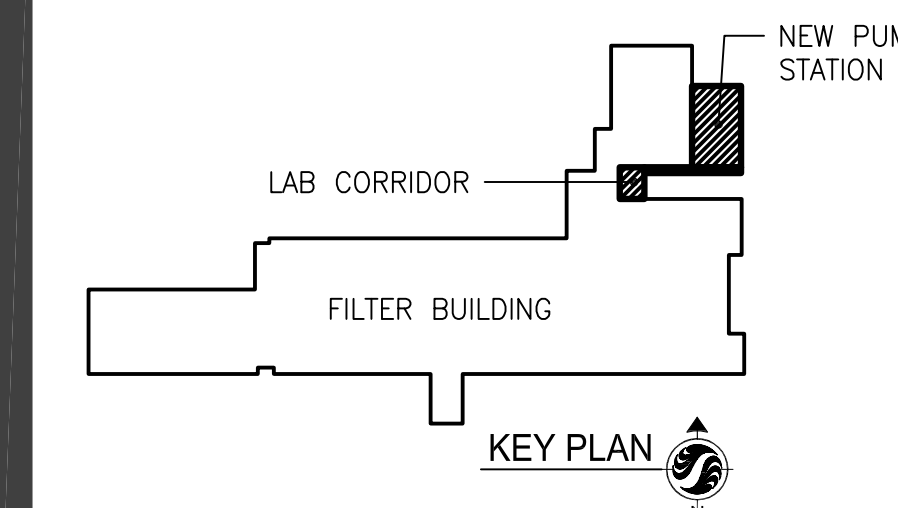 NEW PUM
STATION
LAB CORRIDOR
FILTER BUILDING
KEY PLAN